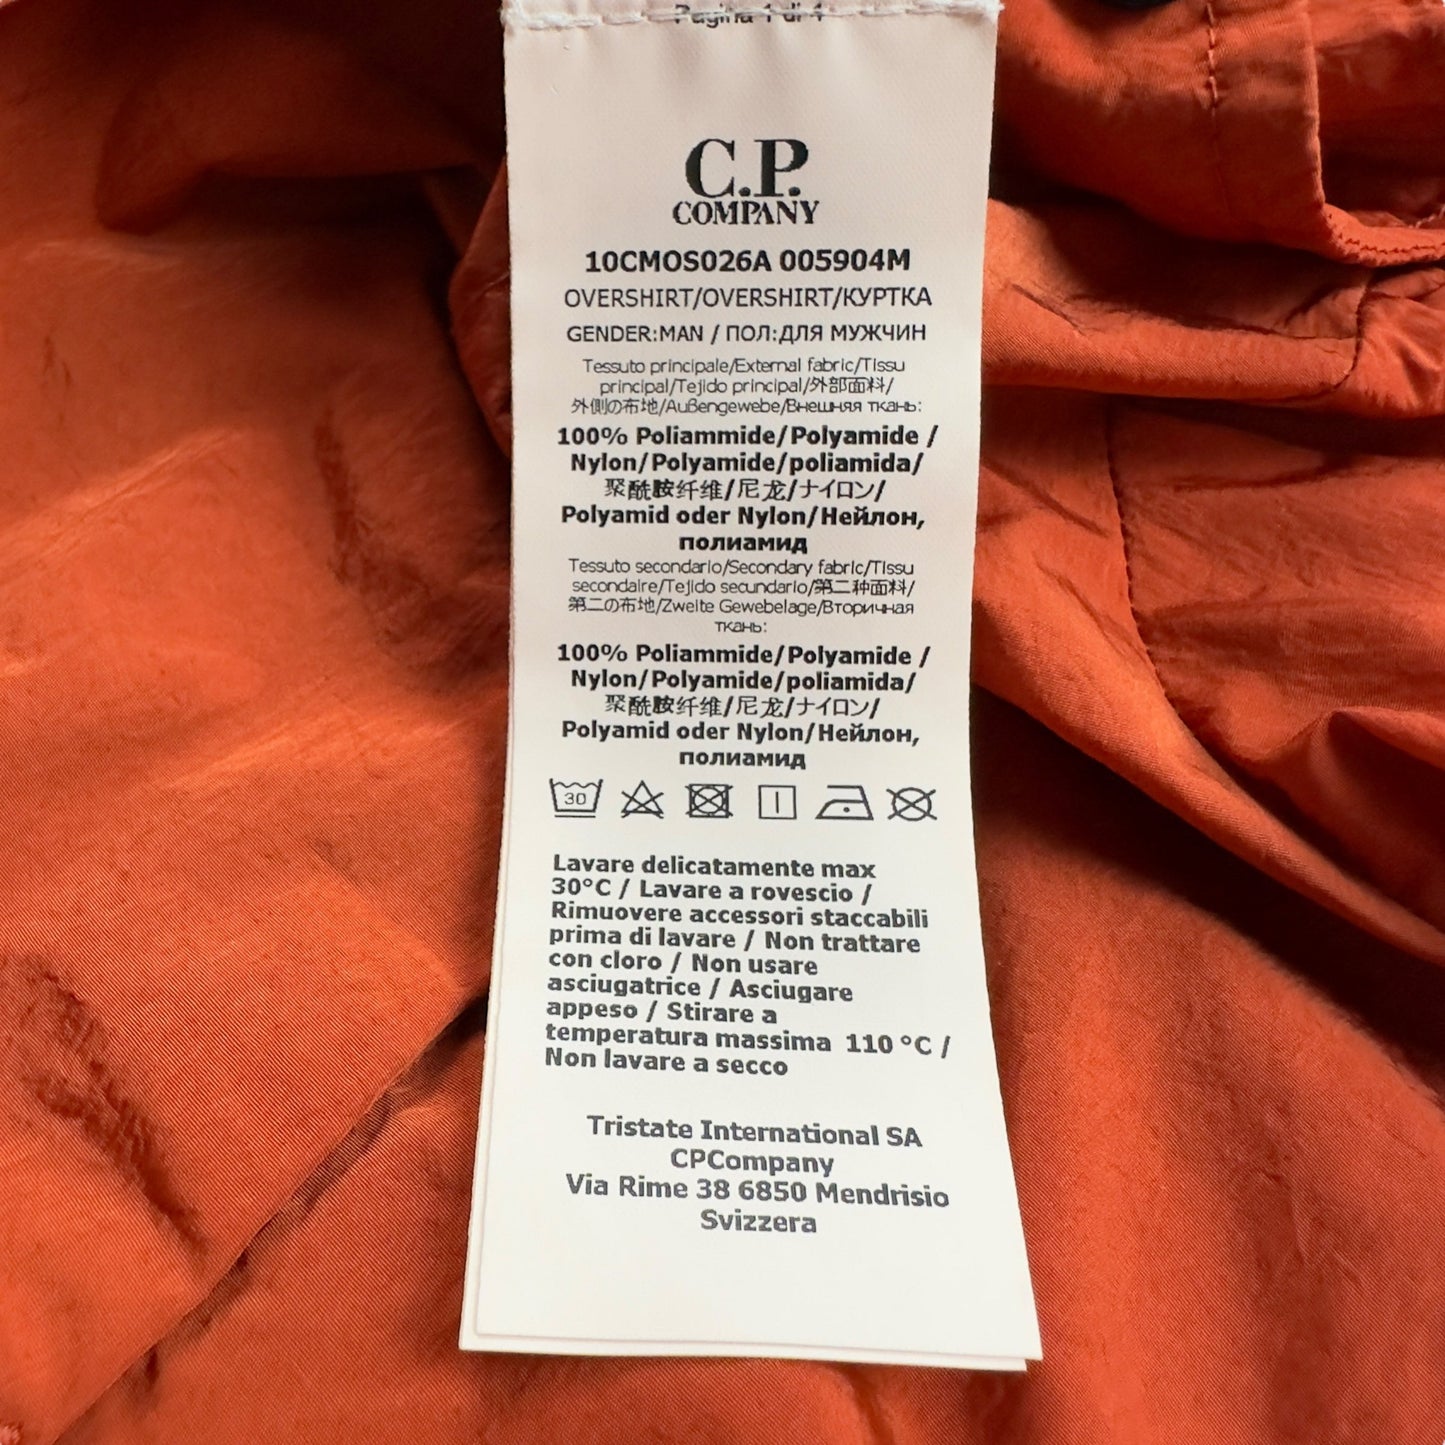 Pagina 1 di 4
C.P.
COMPANY
10CMOS026A 005904M
OVERSHIRT/OVERSHIRT/КУРТКА
GENDER:MAN / ПОЛ:ДЛЯ МУЖЧИН
Tessuto principale/External fabric/Tissu
principal/Tejido principal/外部面料/
外側の布地/Außengewebe/Внешняя ткань:
100% Poliammide/Polyamide /
Nylon/Polyamide/poliamida/
聚酰胺纤维/尼龙/ナイロン/
Polyamid oder Nylon/Нейлон,
полиамид
Tessuto secondario/Secondary fabric/Tissu
secondaire/Tejido secundario/第二种面料/
第二の布地/Zweite Gewebelage/Вторичная
ткань:
100% Poliammide/Polyamide /
Nylon/Polyamide/poliamida/
聚酰胺纤维/尼龙/ナイロン/
Polyamid oder Nylon/Нейлон,
полиамид
30
Lavare delicatamente max
30°C / Lavare a rovescio /
Rimuovere accessori staccabili
prima di lavare / Non trattare
con cloro / Non usare
asciugatrice / Asciugare
appeso / Stirare a
temperatura massima 110 °C /
Non lavare a secco
Tristate International SA
CPCompany
Via Rime 38 6850 Mendrisio
Svizzera